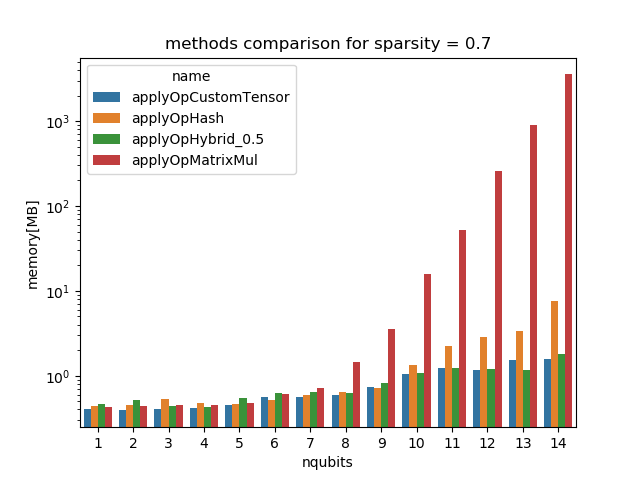 methods comparison for sparsity = 0.7
name
applyOpCustomTensor
applyOpHash
applyOpHybrid_0.5
applyOpMatrixMul
memory[MB]
10³
10²
10¹
10⁰
1 2 3 4 5 6 7 8 9 10 11 12 13 14
nqubits